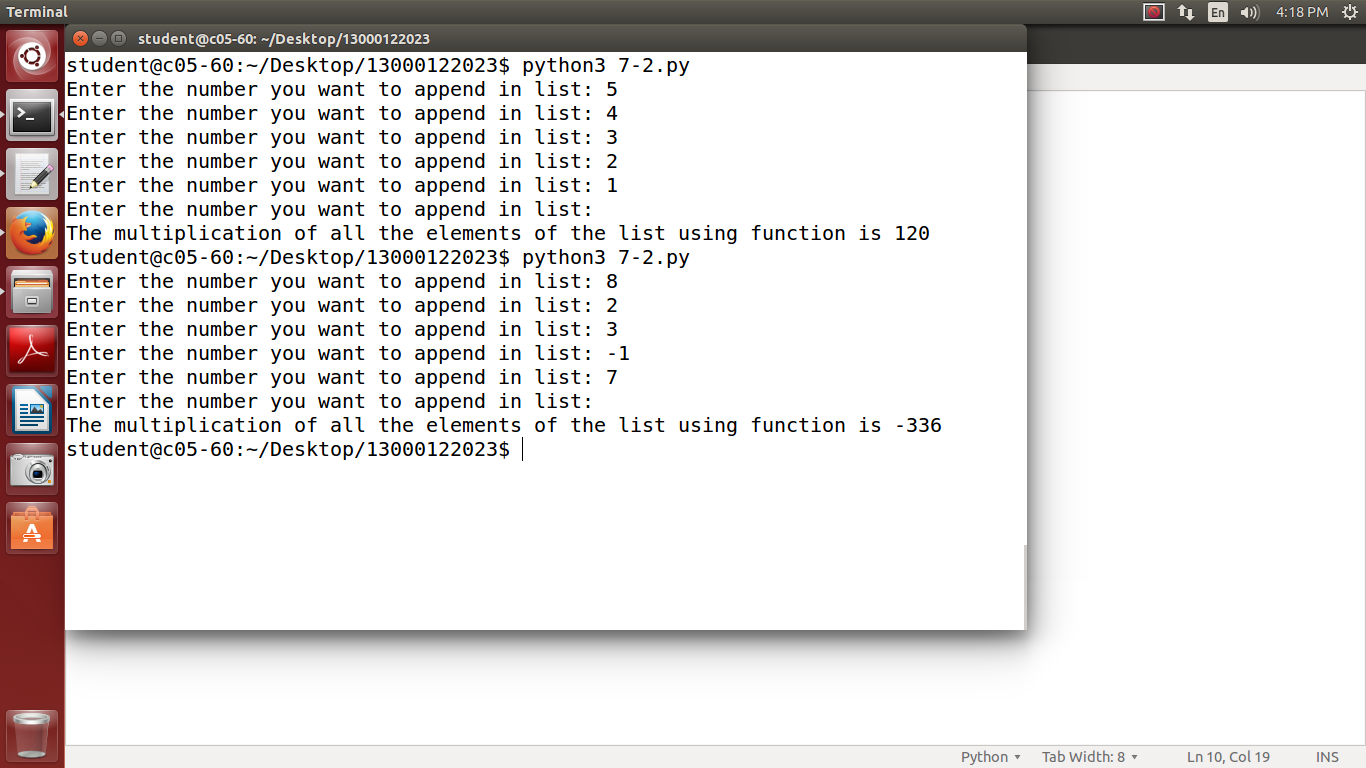 Terminal
En
4:18 PM
student@c05-60: ~/Desktop/13000122023
student@c05-60:~/Desktop/13000122023$ python3 7-2.py
Enter the number you want to append in list: 5
Enter the number you want to append in list: 4
Enter the number you want to append in list: 3
Enter the number you want to append in list: 2
Enter the number you want to append in list: 1
Enter the number you want to append in list:
The multiplication of all the elements of the list using function is 120
student@c05-60:~/Desktop/13000122023$ python3 7-2.py
Enter the number you want to append in list: 8
Enter the number you want to append in list: 2
Enter the number you want to append in list: 3
Enter the number you want to append in list: -1
Enter the number you want to append in list: 7
Enter the number you want to append in list:
The multiplication of all the elements of the list using function is -336
student@c05-60:~/Desktop/13000122023$
Python Tab Width: 8 Ln 10, Col 19 INS